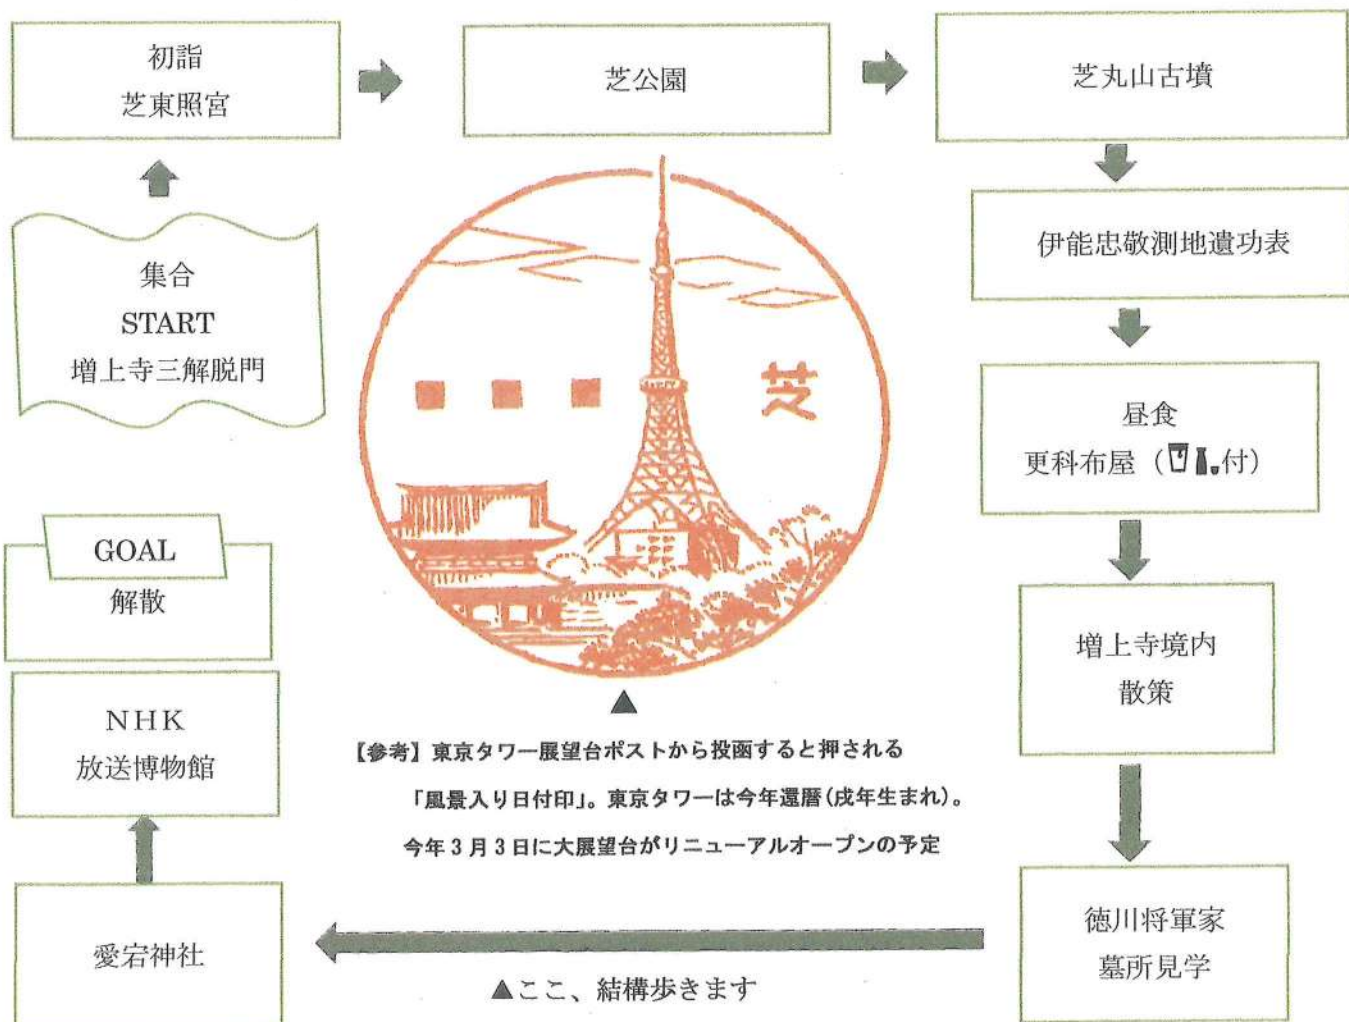 集合
START
増上寺三解脱門
初詣
芝東照宮
芝公園
芝丸山古墳
伊能忠敬測地遺功表
昼食
更科布屋（付）
増上寺境内
散策
徳川将軍家
墓所見学
▲ここ、結構歩きます
愛宕神社
ＮＨＫ
放送博物館
GOAL
解散
芝
▲
【参考】東京タワー展望台ポストから投函すると押される
「風景入り日付印」。東京タワーは今年還暦(戌年生まれ)。
今年３月３日に大展望台がリニューアルオープンの予定